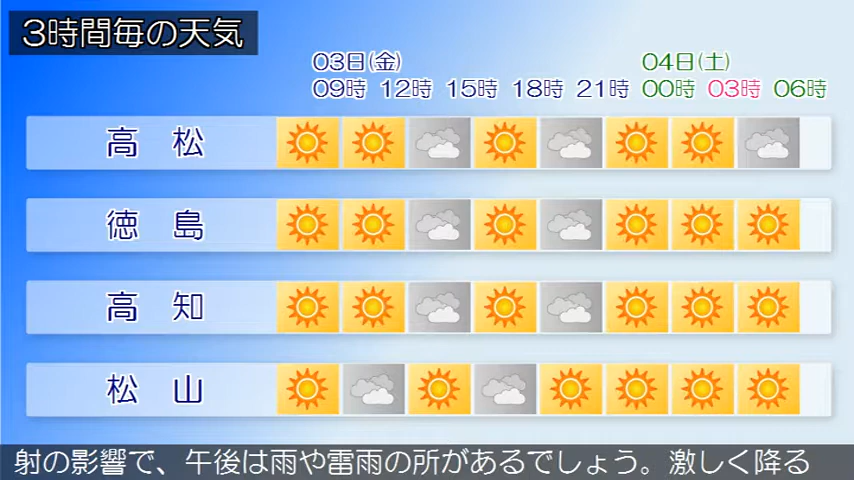 3時間毎の天気
03日(金) 04日(土)
09時 12時 15時 18時 21時 00時 03時 06時
高松
徳島
高知
松山
射の影響で、午後は雨や雷雨の所があるでしょう。激しく降る